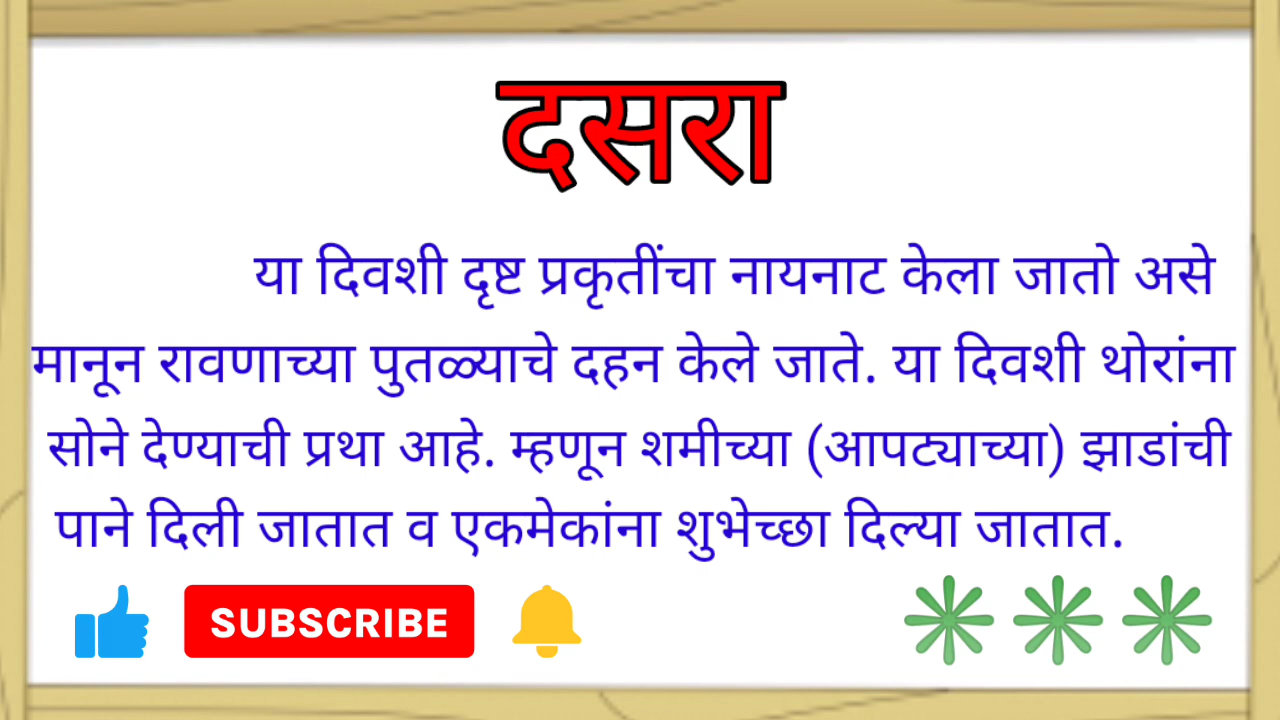 दसरा
या दिवशी दृष्ट प्रकृतींचा नायनाट केला जातो असे
मानून रावणाच्या पुतळ्याचे दहन केले जाते. या दिवशी थोरांना
सोने देण्याची प्रथा आहे. म्हणून शमीच्या (आपट्याच्या) झाडांची
पाने दिली जातात व एकमेकांना शुभेच्छा दिल्या जातात.
SUBSCRIBE